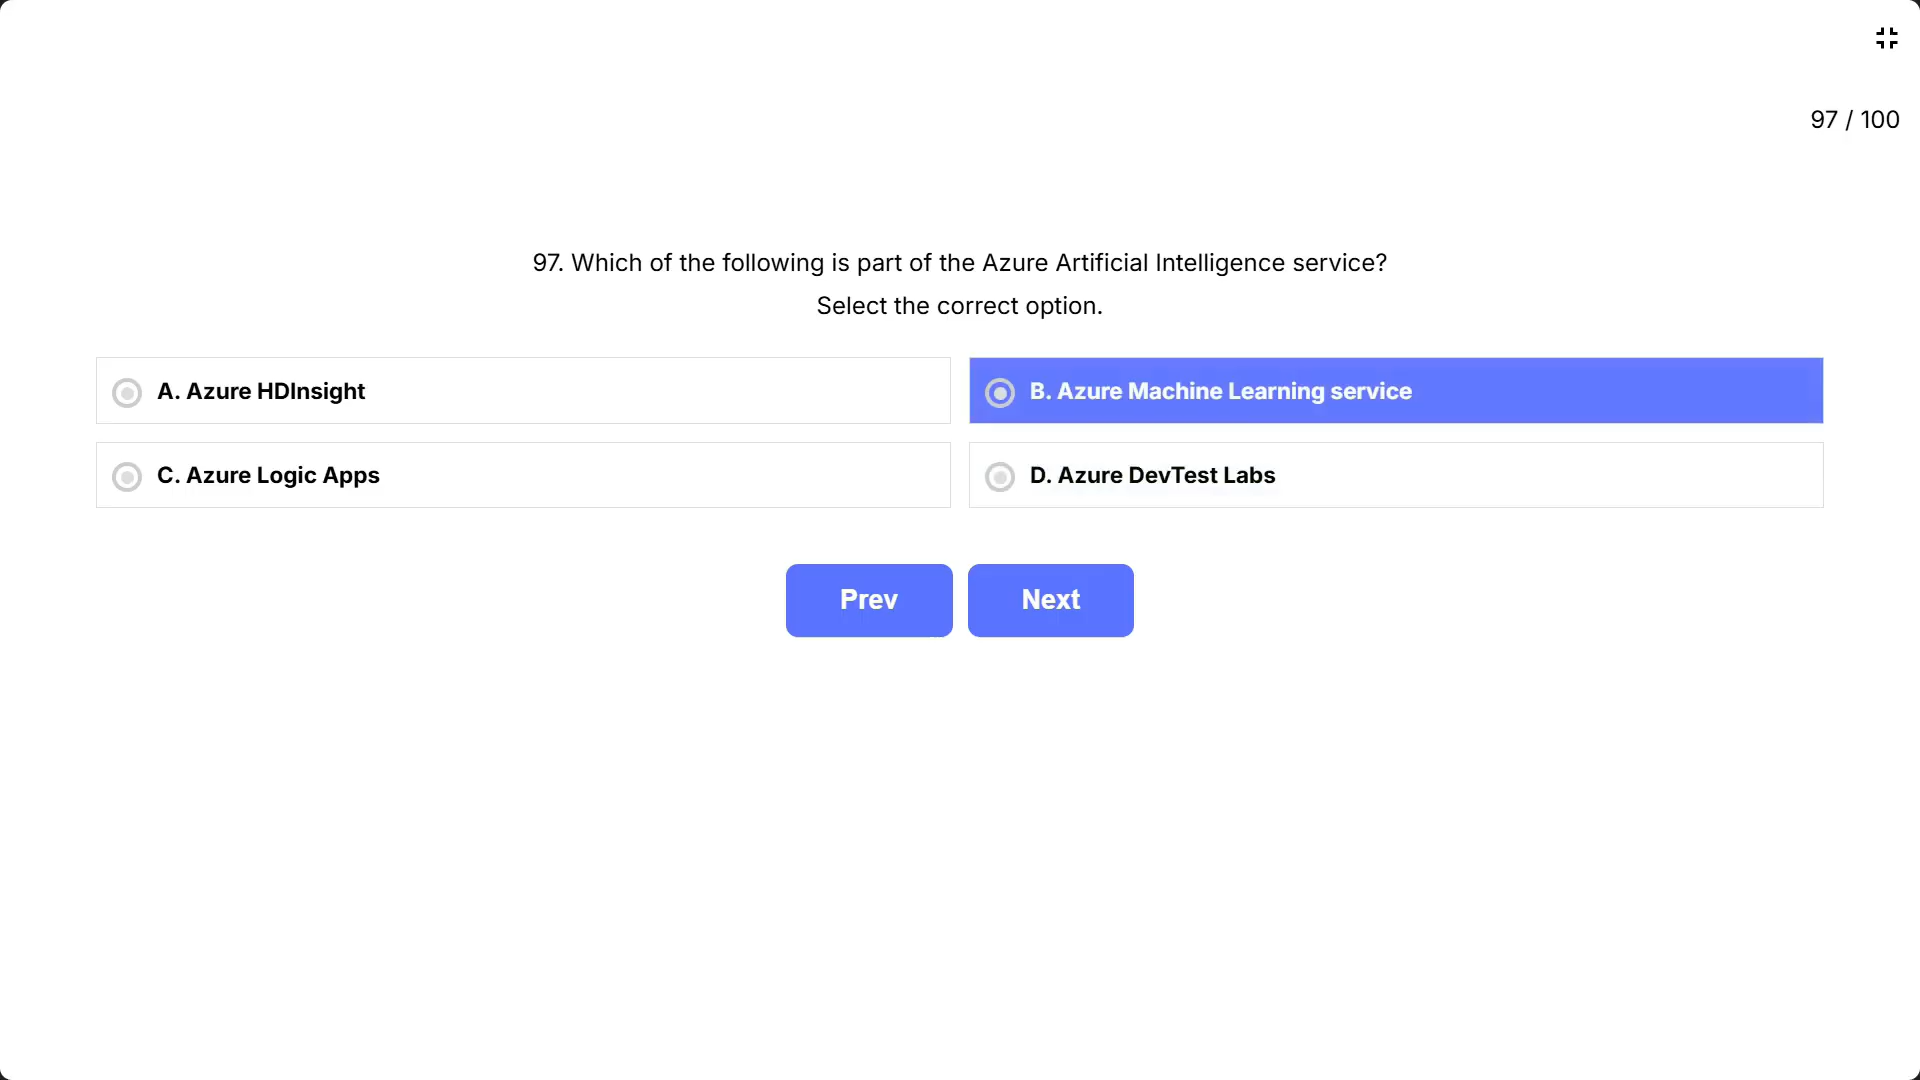 97 / 100
97. Which of the following is part of the Azure Artificial Intelligence service?
Select the correct option.
A. Azure HDInsight
B. Azure Machine Learning service
C. Azure Logic Apps
D. Azure DevTest Labs
Prev
Next